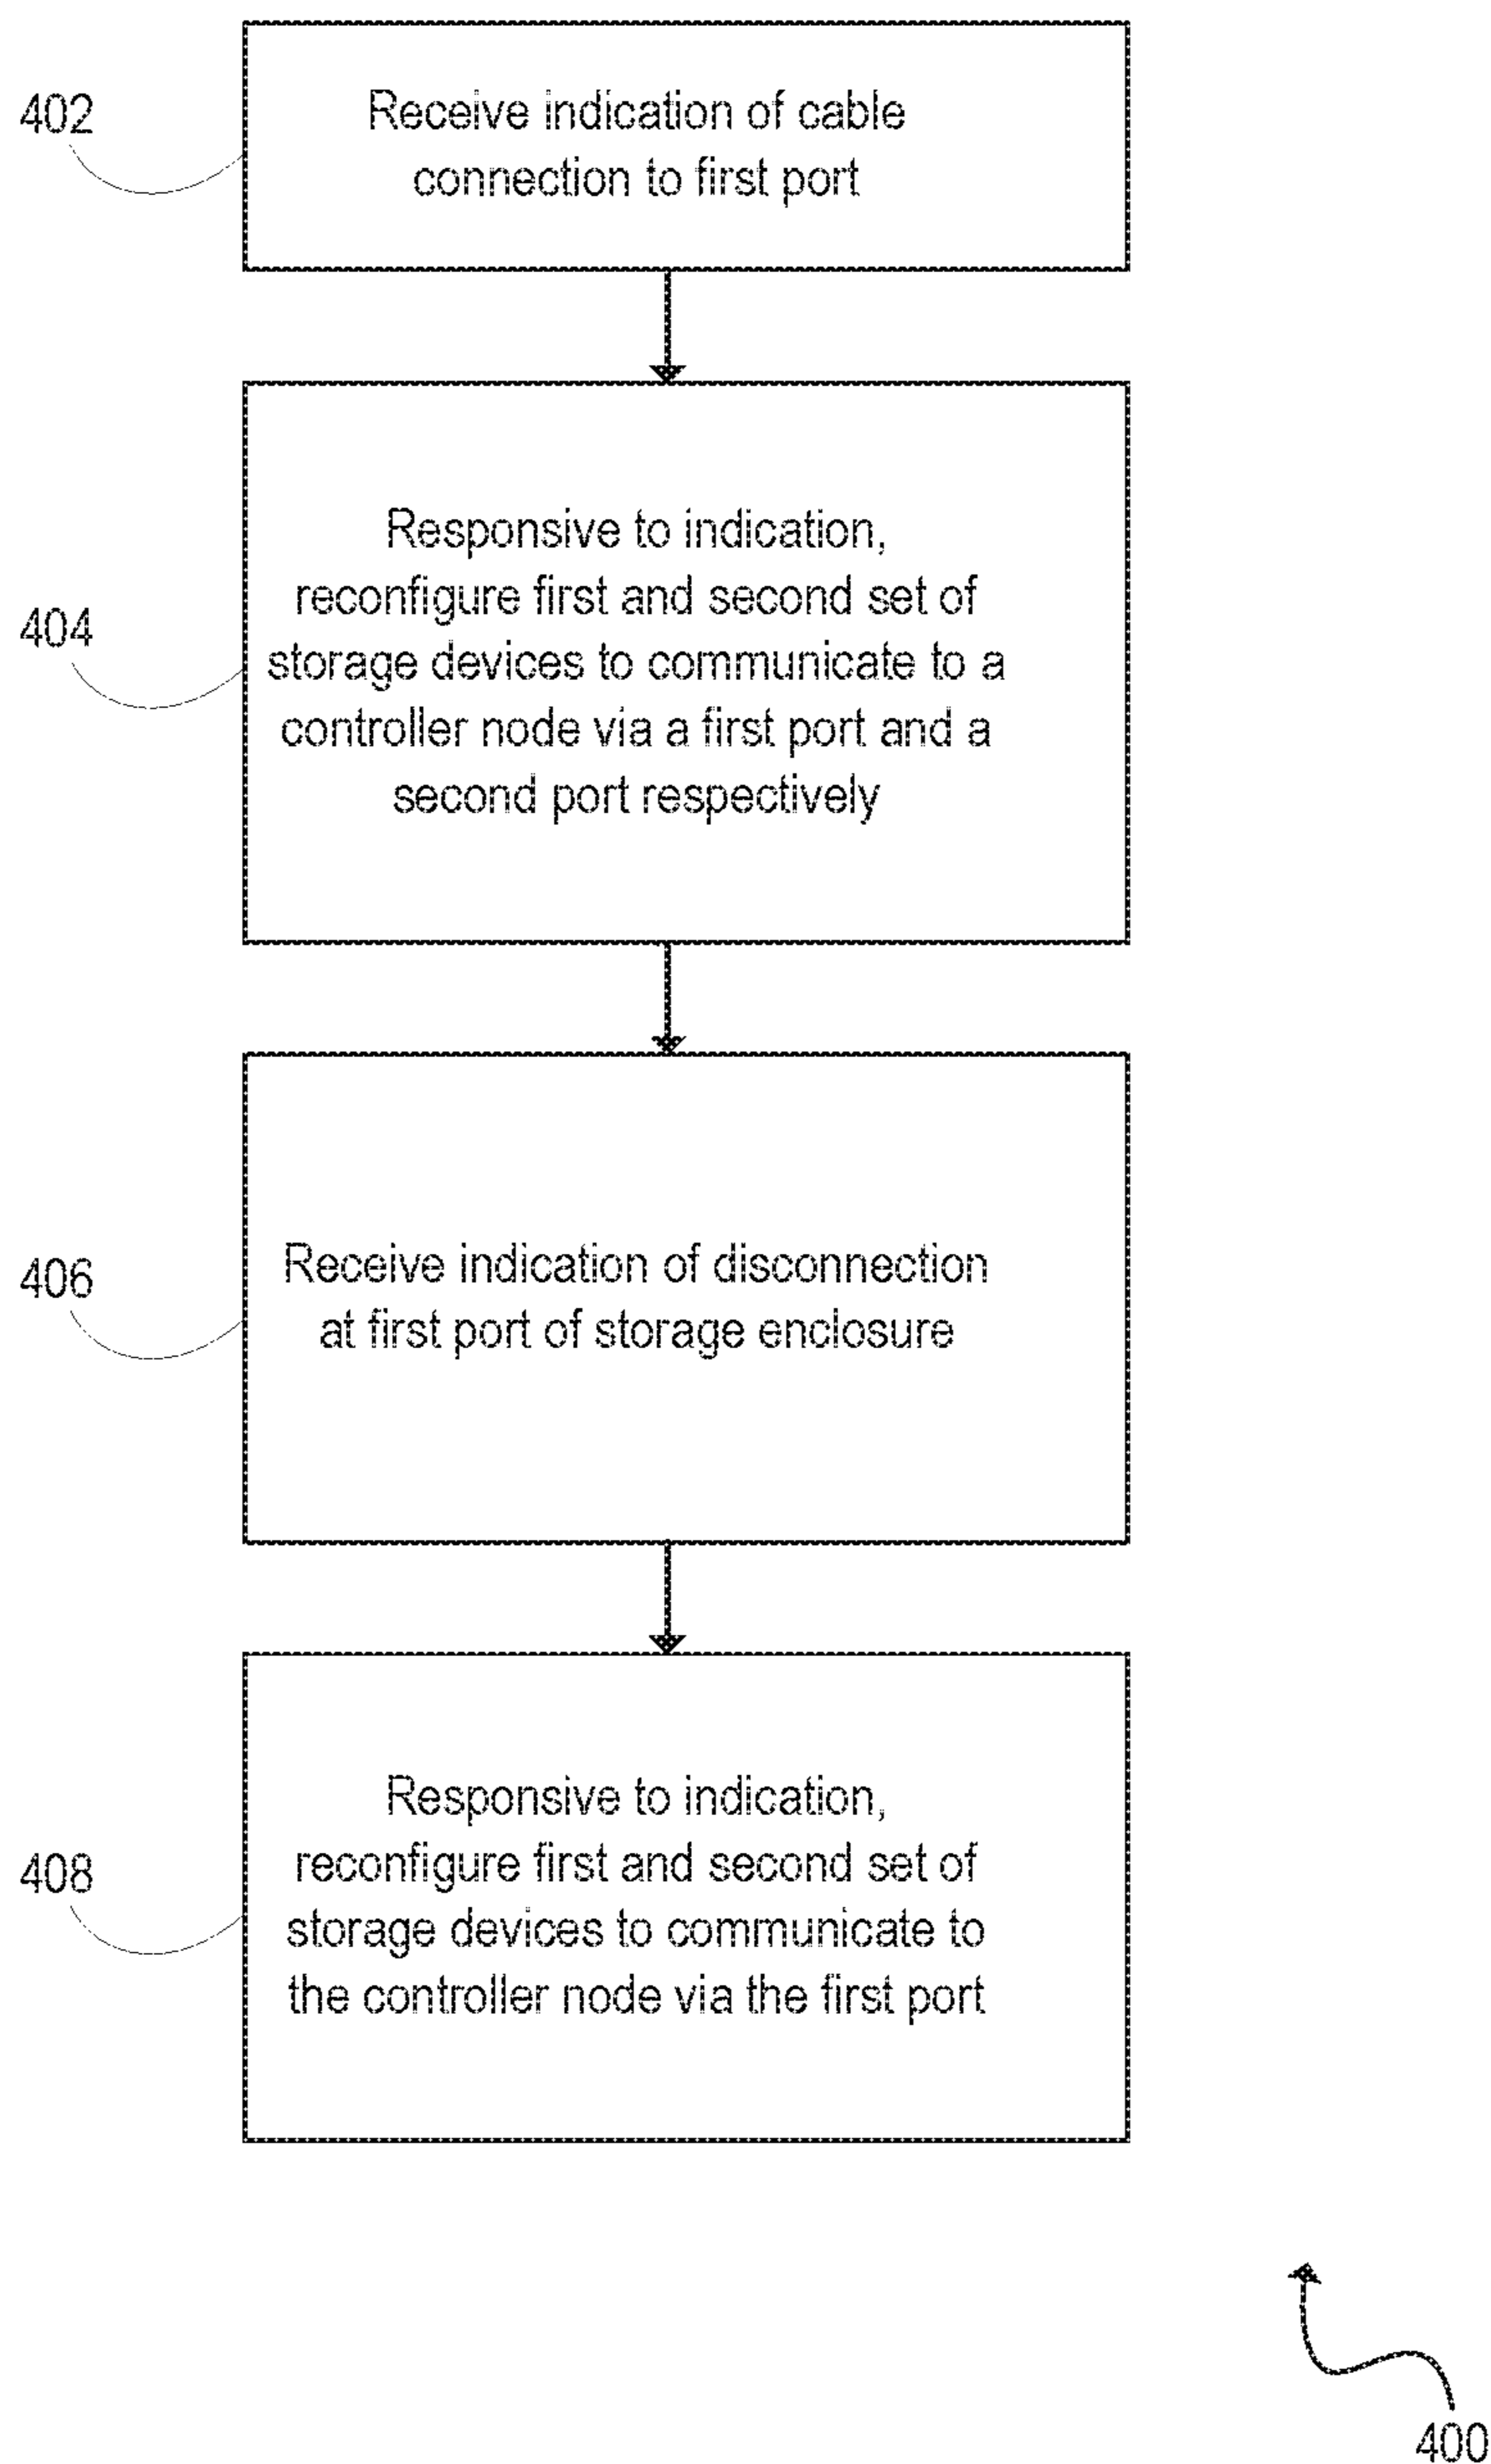 402
Receive indication of cable
connection to first port
404
Responsive to indication,
reconfigure first and second set of
storage devices to communicate to a
controller node via a first port and a
second port respectively
406
Receive indication of disconnection
at first port of storage enclosure
408
Responsive to indication,
reconfigure first and second set of
storage devices to communicate to
the controller node via the first port
400